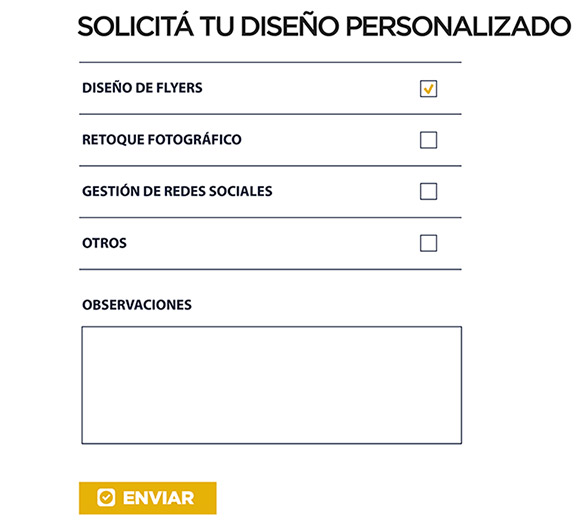 SOLICITÁ TU DISEÑO PERSONALIZADO
DISEÑO DE FLYERS
RETOQUE FOTOGRÁFICO
GESTIÓN DE REDES SOCIALES
OTROS
OBSERVACIONES
ENVIAR